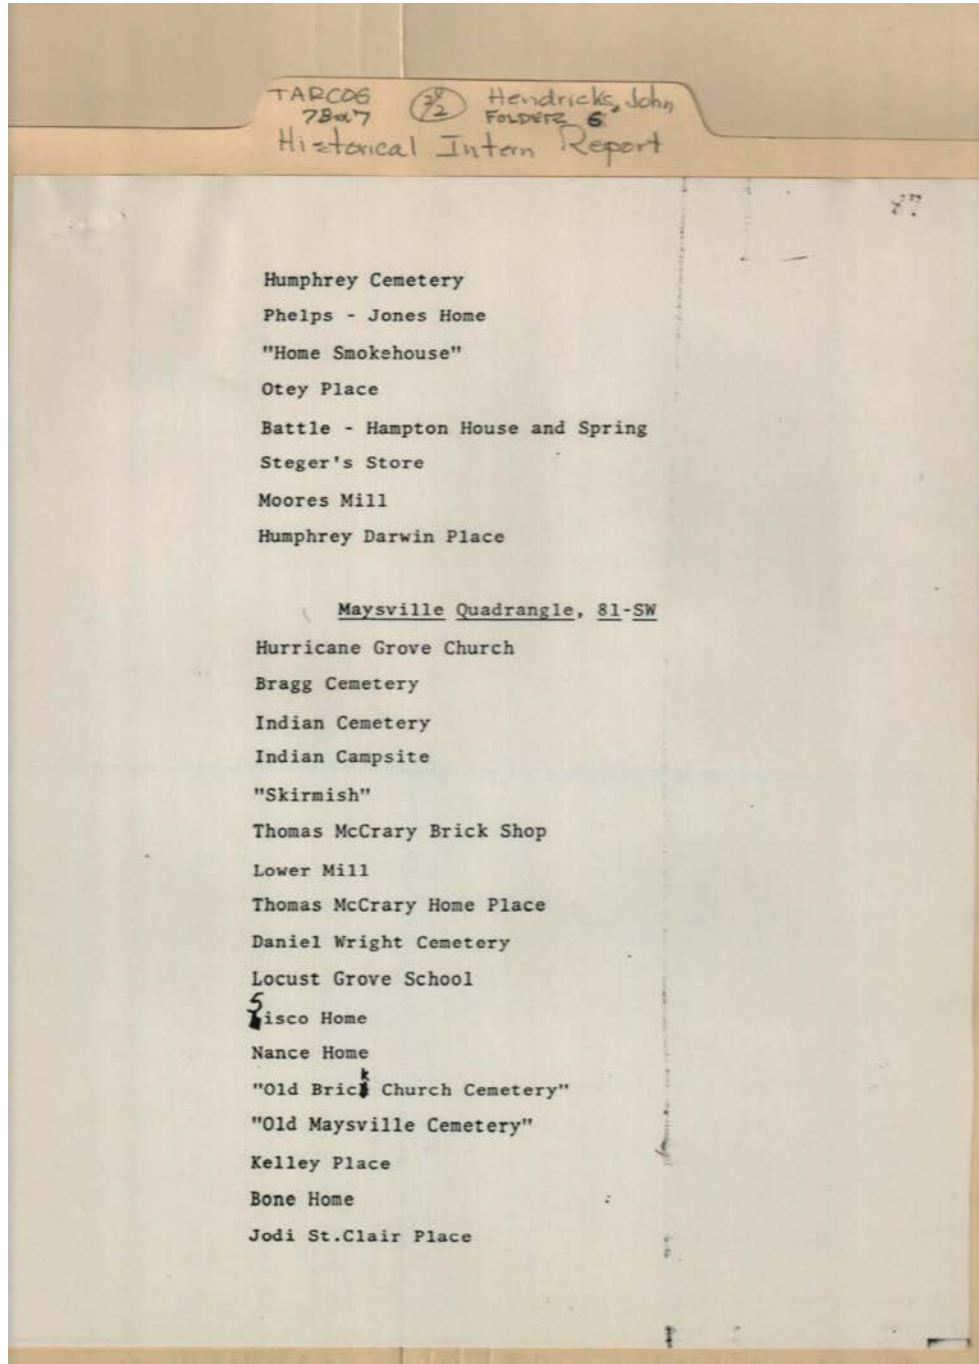 TARCOG Hendricks, John
FOLDER 6
Historical Intern Report
Humphrey Cemetery
Phelps - Jones Home
"Home Smokehouse"
Otey Place
Battle - Hampton House and Spring
Steger's Store
Moores Mill
Humphrey Darwin Place
Maysville Quadrangle, 81-SW
Hurricane Grove Church
Bragg Cemetery
Indian Cemetery
Indian Campsite
"Skirmish"
Thomas McCrary Brick Shop
Lower Mill
Thomas McCrary Home Place
Daniel Wright Cemetery
Locust Grove School
Sisco Home
Nance Home
"Old Brick Church Cemetery"
"Old Maysville Cemetery"
Kelley Place
Bone Home
Jodi St.Clair Place